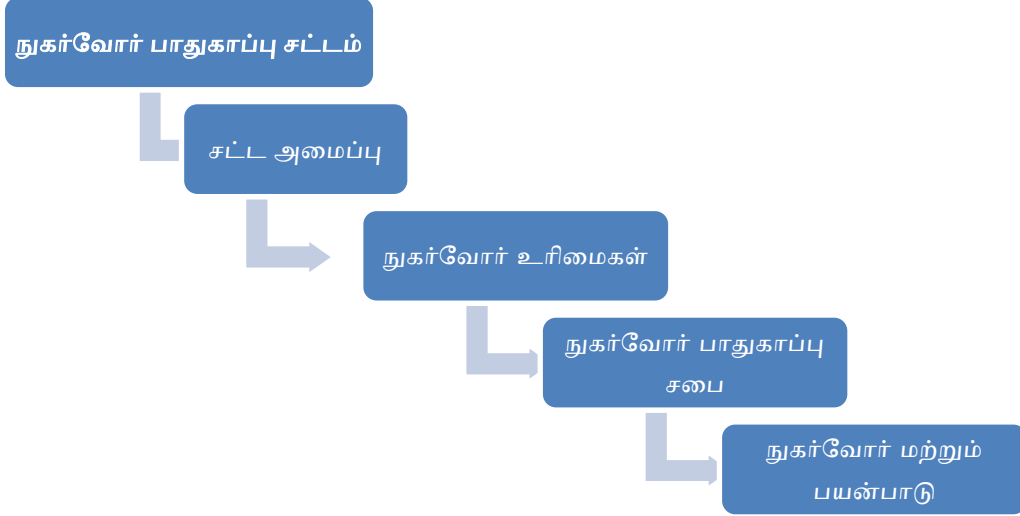 நுகர்வோர் பாதுகாப்பு சட்டம்
சட்ட அமைப்பு
நுகர்வோர் உரிமைகள்
நுகர்வோர் பாதுகாப்பு
சபை
நுகர்வோர் மற்றும்
பயன்பாடு